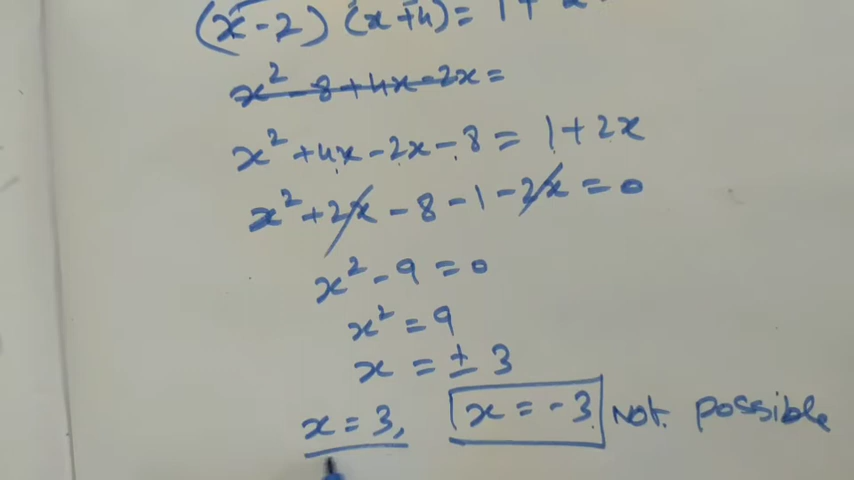 (x-2) (x+4) = 1+
x² - 8 + 4x - 2x =
x² + 4x - 2x - 8 = 1 + 2x
x² + 2x - 8 - 1 - 2x = 0
x² - 9 = 0
x² = 9
x = ± 3
x = 3, x = -3 Not possible